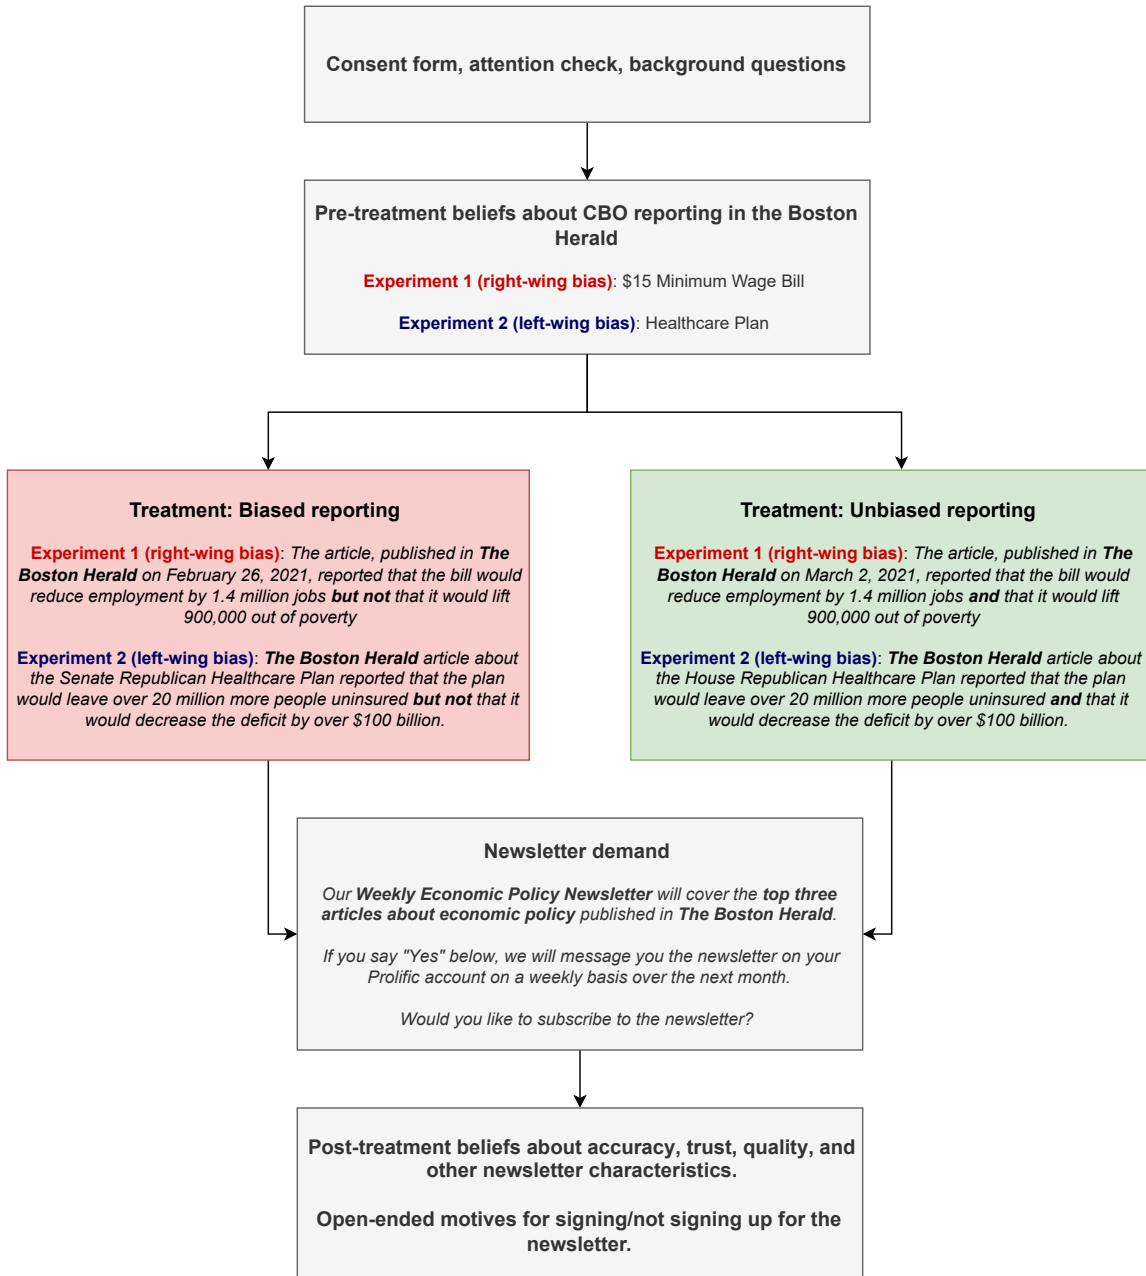 Consent form, attention check, background questions
Pre-treatment beliefs about CBO reporting in the Boston
Herald
Experiment 1 (right-wing bias): $15 Minimum Wage Bill
Experiment 2 (left-wing bias): Healthcare Plan
Treatment: Biased reporting
Experiment 1 (right-wing bias): The article, published in The
Boston Herald on February 26, 2021, reported that the bill would
reduce employment by 1.4 million jobs but not that it would lift
900,000 out of poverty
Experiment 2 (left-wing bias): The Boston Herald article about
the Senate Republican Healthcare Plan reported that the plan
would leave over 20 million more people uninsured but not that it
would decrease the deficit by over $100 billion.
Treatment: Unbiased reporting
Experiment 1 (right-wing bias): The article, published in The
Boston Herald on March 2, 2021, reported that the bill would
reduce employment by 1.4 million jobs and that it would lift
900,000 out of poverty
Experiment 2 (left-wing bias): The Boston Herald article about
the House Republican Healthcare Plan reported that the plan
would leave over 20 million more people uninsured and that it
would decrease the deficit by over $100 billion.
Newsletter demand
Our Weekly Economic Policy Newsletter will cover the top three
articles about economic policy published in The Boston Herald.
If you say "Yes" below, we will message you the newsletter on your
Prolific account on a weekly basis over the next month.
Would you like to subscribe to the newsletter?
Post-treatment beliefs about accuracy, trust, quality, and
other newsletter characteristics.
Open-ended motives for signing/not signing up for the
newsletter.